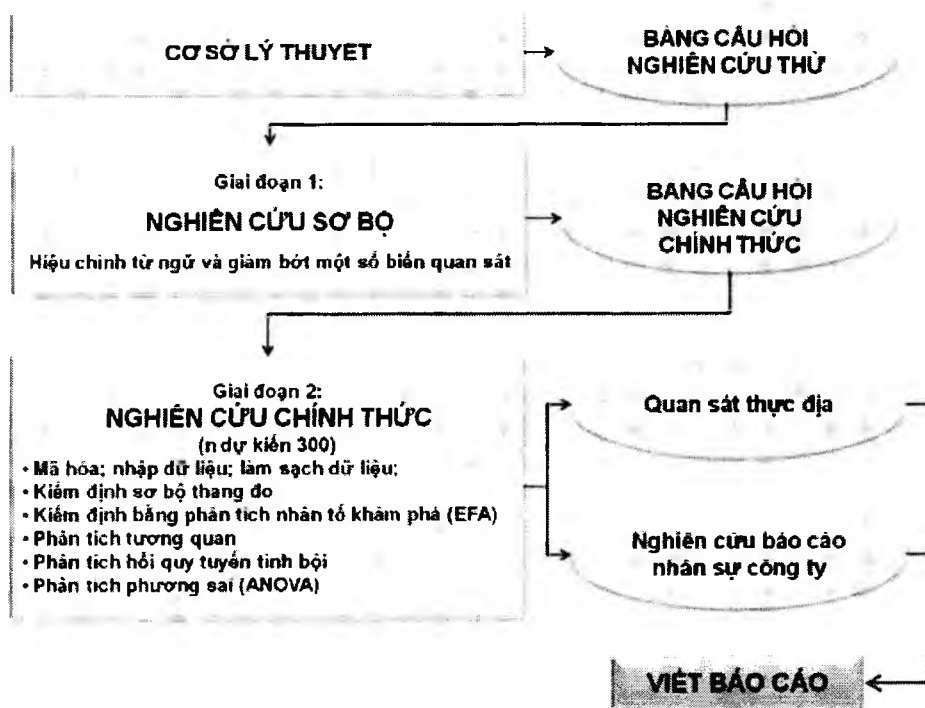 CƠ SỞ LÝ THUYẾT
BẢNG CÂU HỎI
NGHIÊN CỨU THỬ
Giai đoạn 1:
NGHIÊN CỨU SƠ BỘ
Hiệu chỉnh từ ngữ và giảm bớt một số biến quan sát
BẢNG CÂU HỎI
NGHIÊN CỨU
CHÍNH THỨC
Giai đoạn 2:
NGHIÊN CỨU CHÍNH THỨC
(n dự kiến 300)
• Mã hóa; nhập dữ liệu; làm sạch dữ liệu;
• Kiểm định sơ bộ thang đo
• Kiểm định bằng phân tích nhân tố khám phá (EFA)
• Phân tích tương quan
• Phân tích hồi quy tuyến tính bội
• Phân tích phương sai (ANOVA)
Quan sát thực địa
Nghiên cứu báo cáo
nhân sự công ty
VIẾT BÁO CÁO